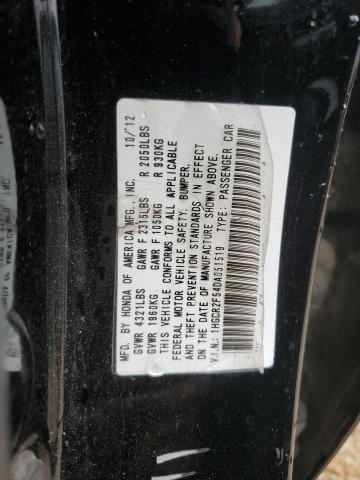 MFD. BY HONDA OF AMERICA MFG., INC. 10/'12
GVWR 4321LBS GAWR F 2315LBS R 2050LBS
GVWR 1960KG GAWR F 1050KG R 930KG
THIS VEHICLE CONFORMS TO ALL APPLICABLE
FEDERAL MOTOR VEHICLE SAFETY, BUMPER,
AND THEFT PREVENTION STANDARDS IN EFFECT
ON THE DATE OF MANUFACTURE SHOWN ABOVE.
V.I.N.: 1HGCR2F54DA051519 TYPE: PASSENGER CAR